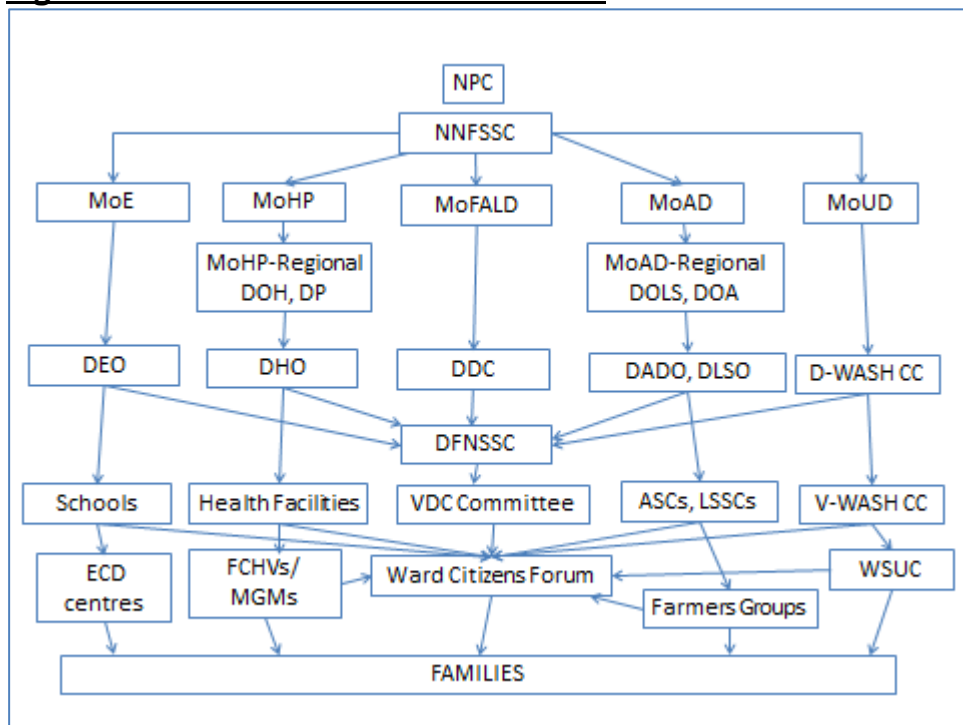 NPC
NNFSSC
MoE
MoHP
MoFALD
MoAD
MoUD
MoHP-Regional
DOH, DP
MoAD-Regional
DOLS, DOA
DEO
DHO
DDC
DADO, DLSO
D-WASH CC
DFNSSC
Schools
Health Facilities
VDC Committee
ASCs, LSSCs
V-WASH CC
ECD
centres
FCHVs/
MGMs
Ward Citizens Forum
WSUC
Farmers Groups
FAMILIES